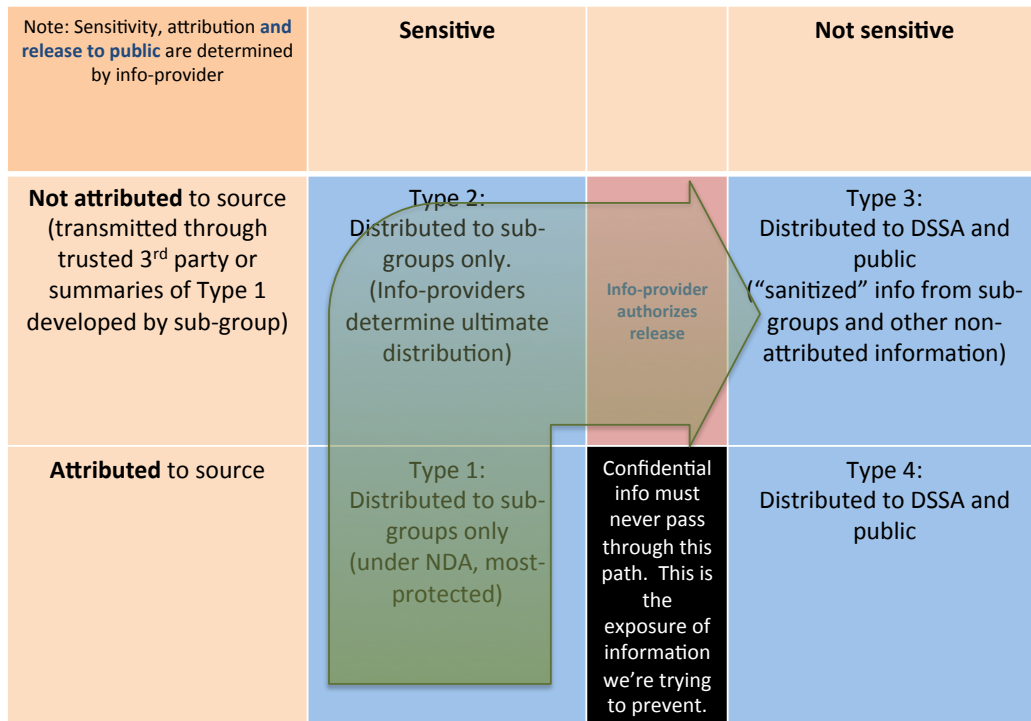 Note: Sensitivity, attribution and
release to public are determined
by info-provider
Sensitive
Not sensitive
Not attributed to source
(transmitted through
trusted 3rd party or
summaries of Type 1
developed by sub-group)
Type 2:
Distributed to sub-
groups only.
(Info-providers
determine ultimate
distribution)
Info-provider
authorizes
release
Type 3:
Distributed to DSSA and
public
(“sanitized” info from sub-
groups and other non-
attributed information)
Attributed to source
Type 1:
Distributed to sub-
groups only
(under NDA, most-
protected)
Confidential
info must
never pass
through this
path.  This is
the
exposure of
information
we’re trying
to prevent.
Type 4:
Distributed to DSSA and
public